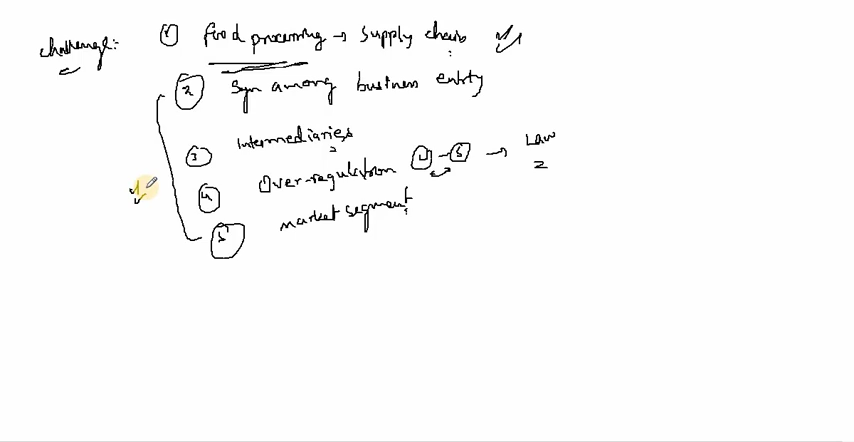 challenge:- ① food processing → supply chain
② Syn among business entity
③ Intermediaries
④ Over-regulation ④-⑤ → Law
⑤ market segment